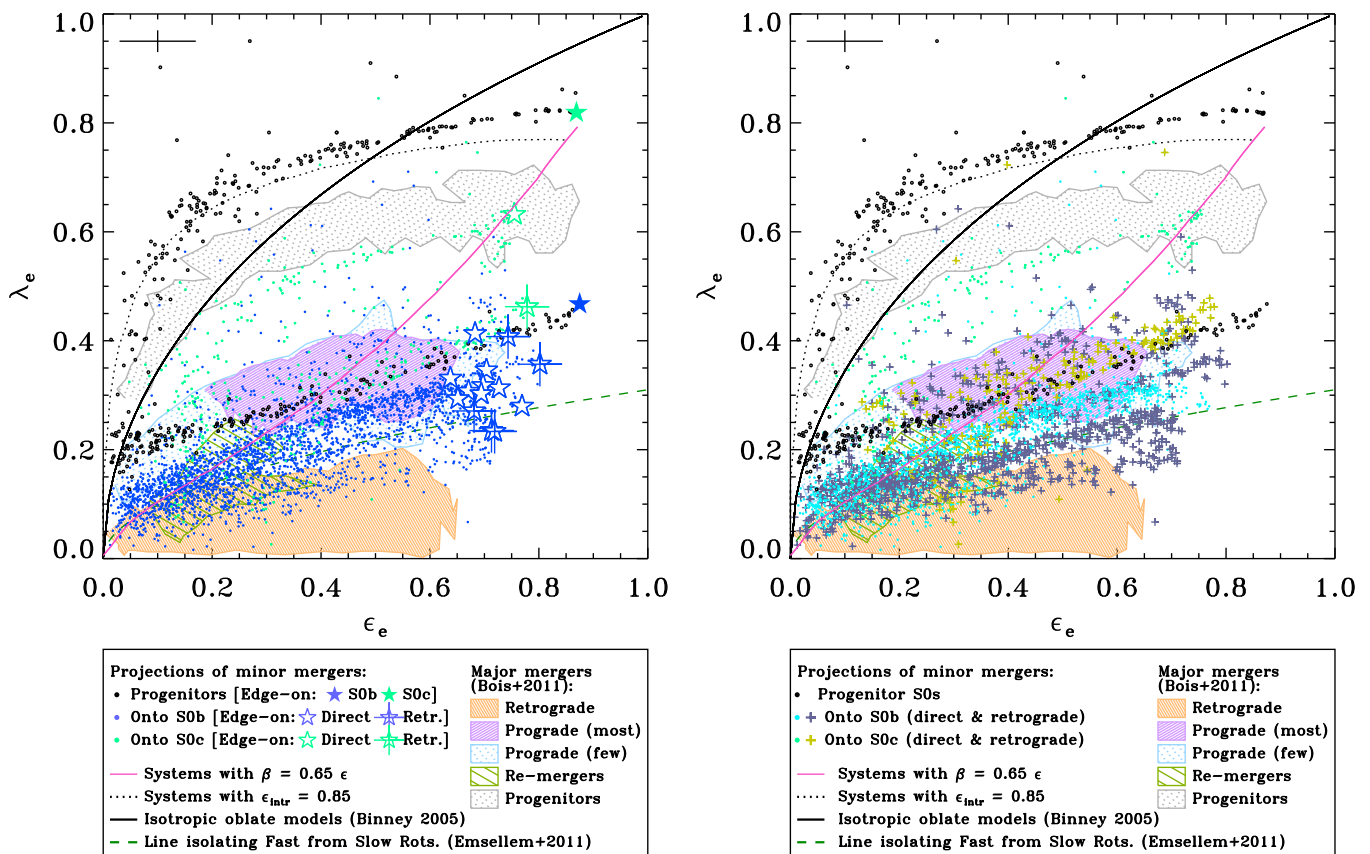 1.0
0.8
0.6
0.4
0.2
0.0
λe
0.0 0.2 0.4 0.6 0.8 1.0
ϵe
Projections of minor mergers:
Progenitors [Edge-on: S0b S0c]
Onto S0b [Edge-on: Direct Retr.]
Onto S0c [Edge-on: Direct Retr.]
Systems with β = 0.65 ϵ
Systems with ϵintr = 0.85
Isotropic oblate models (Binney 2005)
Line isolating Fast from Slow Rots. (Emsellem+2011)
Major mergers
(Bois+2011):
Retrograde
Prograde (most)
Prograde (few)
Re-mergers
Progenitors
1.0
0.8
0.6
0.4
0.2
0.0
λe
0.0 0.2 0.4 0.6 0.8 1.0
ϵe
Projections of minor mergers:
Progenitor S0s
Onto S0b (direct & retrograde)
Onto S0c (direct & retrograde)
Systems with β = 0.65 ϵ
Systems with ϵintr = 0.85
Isotropic oblate models (Binney 2005)
Line isolating Fast from Slow Rots. (Emsellem+2011)
Major mergers
(Bois+2011):
Retrograde
Prograde (most)
Prograde (few)
Re-mergers
Progenitors